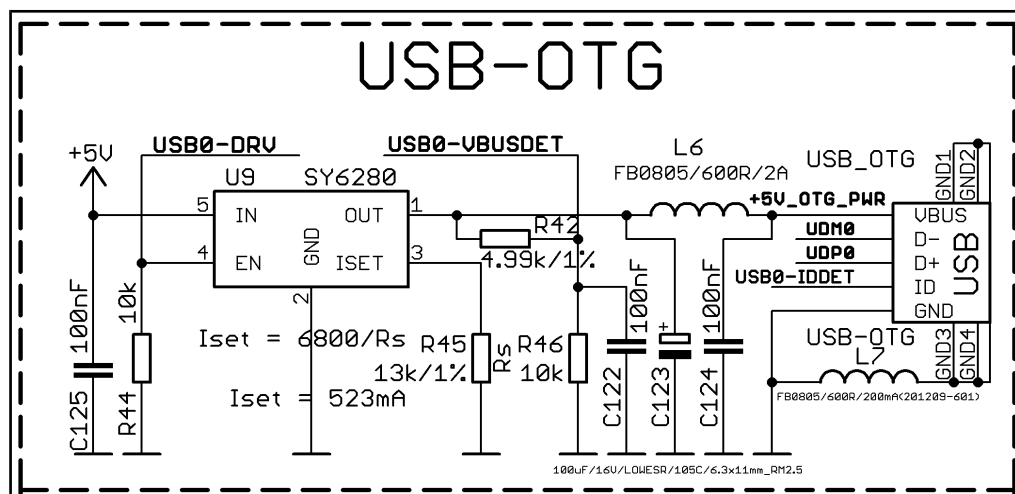 USB-OTG
USB0-DRV
USB0-VBUSDET
+5V
U9 SY6280
5 IN OUT 1
GND
4 EN ISET 3
2
L6
FB0805/600R/2A
+5V_OTG_PWR
USB_OTG
GND1
GND2
VBUS
UDM0 D-
UDP0 D+
USB0-IDDET ID
GND
USB
USB-OTG
GND3
GND4
L7
FB0805/600R/200mA(201209-601)
R42
4.99k/1%
100nF
C125
10k
R44
Iset = 6800/Rs
Iset = 523mA
R45
13k/1%
Rs
R46
10k
100nF
C122
+
C123
100nF
C124
100uF/16V/LOWESR/105C/6.3x11mm_RM2.5